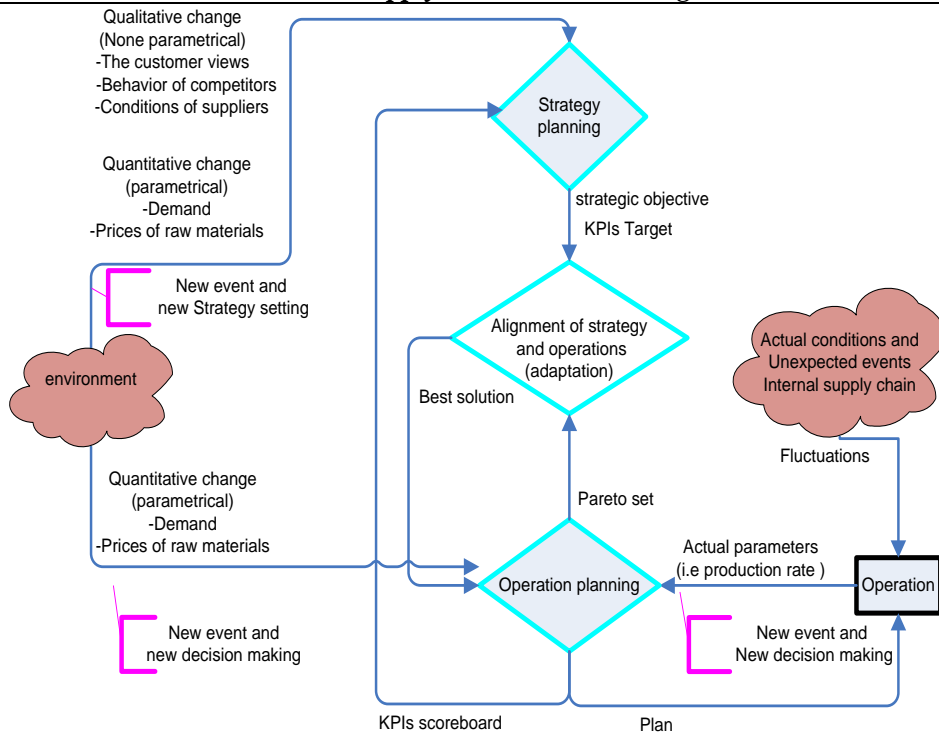 Qualitative change
(None parametrical)
-The customer views
-Behavior of competitors
-Conditions of suppliers
Strategy
planning
Quantitative change
(parametrical)
-Demand
-Prices of raw materials
strategic objective
KPIs Target
New event and
new Strategy setting
Alignment of strategy
and operations
(adaptation)
Actual conditions and
Unexpected events
Internal supply chain
environment
Best solution
Fluctuations
Quantitative change
(parametrical)
-Demand
-Prices of raw materials
Pareto set
Actual parameters
(i.e production rate )
Operation planning
Operation
New event and
new decision making
New event and
New decision making
KPIs scoreboard
Plan